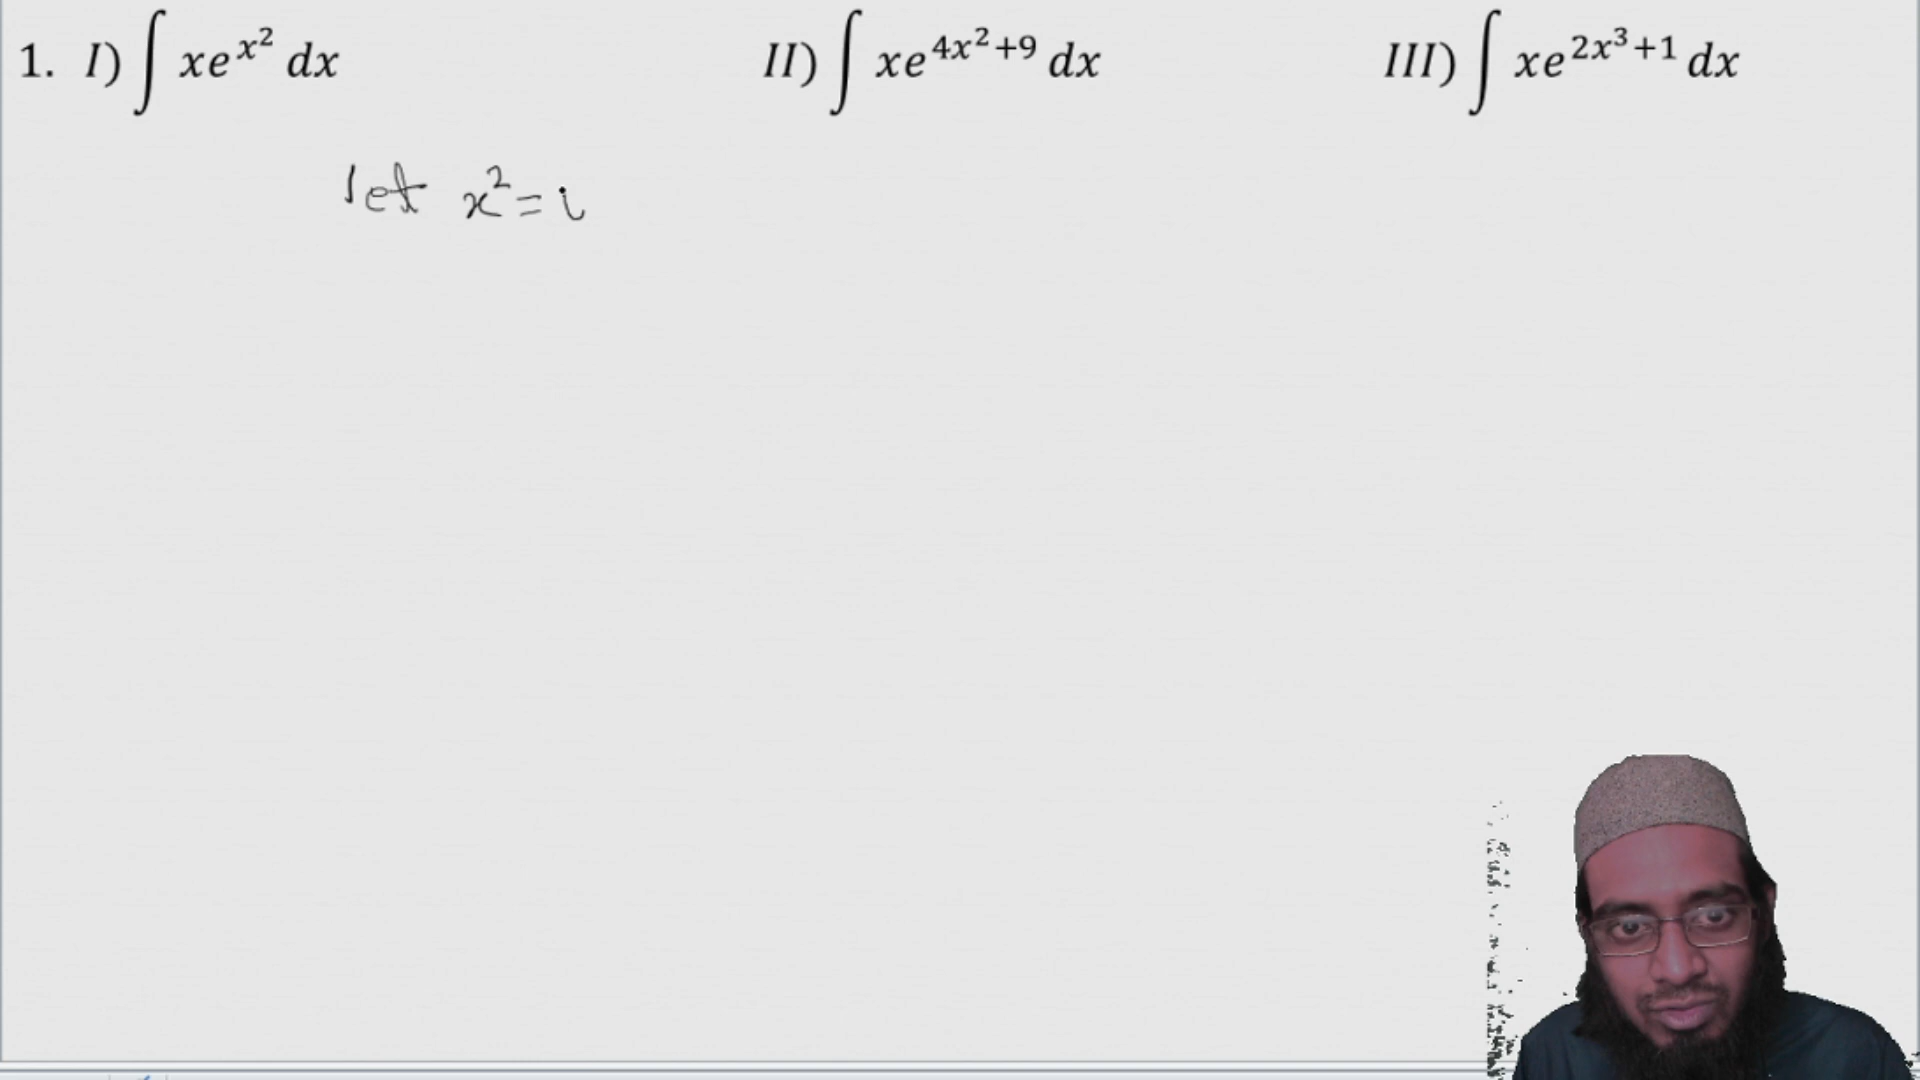 1. I) ∫ xe^{x^2} dx II) ∫ xe^{4x^2+9} dx III) ∫ xe^{2x^3+1} dx
let x^2 =